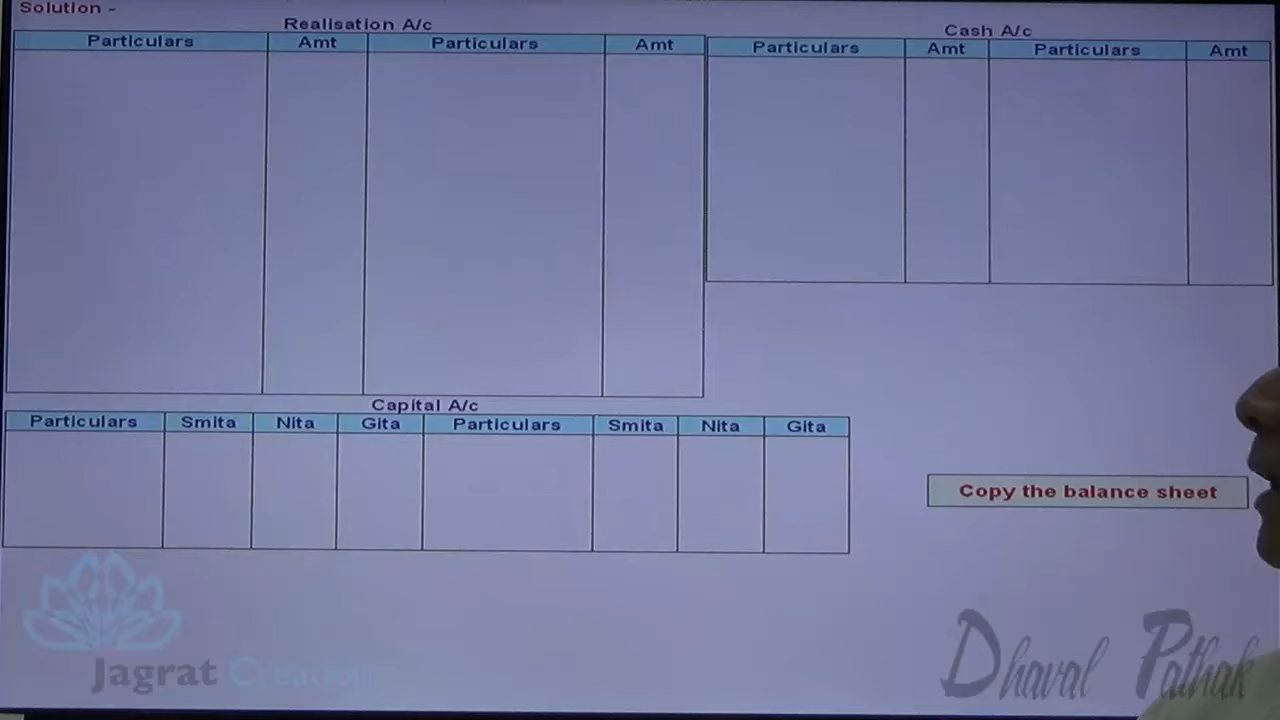 Solution -
Realisation A/c
Particulars Amt Particulars Amt
Cash A/c
Particulars Amt Particulars Amt
Capital A/c
Particulars Smita Nita Gita Particulars Smita Nita Gita
Copy the balance sheet
Jagrat Creation
Dhaval Pathak